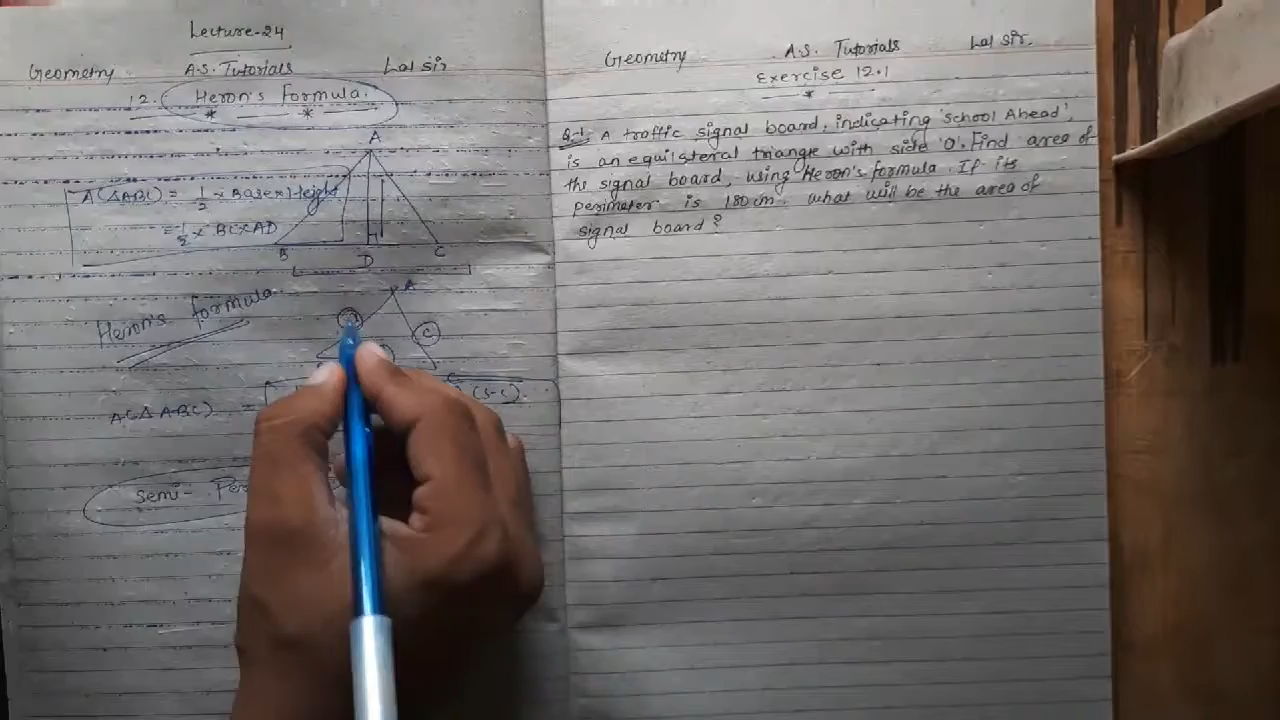 Lecture-24
Geometry A.S. Tutorials Lal sir
12. Heron's formula.
A
A(ΔABC) = 1/2 × Base × Height
= 1/2 × BC × AD
B D C
Heron's formula
A
C
C
A(ΔABC) = (S-C).
Semi-
Geometry A.S. Tutorials Lal sir.
Exercise 12.1
Q-1. A traffic signal board, indicating 'School Ahead',
is an equilateral triangle with side 'a'. Find area of
the signal board, using Heron's formula. If its
perimeter is 180 cm. what will be the area of
signal board?